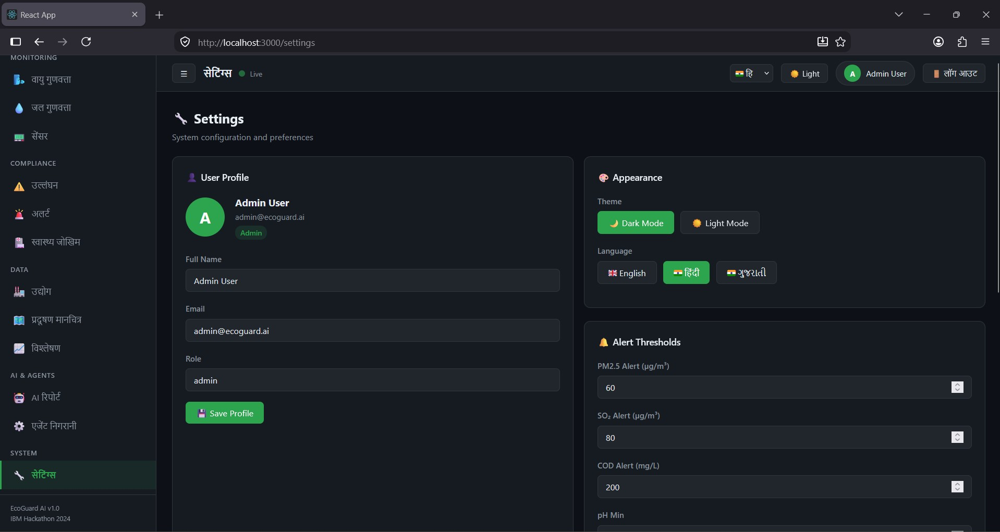 React App
http://localhost:3000/settings
MONITORING
वायु गुणवत्ता
जल गुणवत्ता
सेंसर
COMPLIANCE
उल्लंघन
अलर्ट
स्वास्थ्य जोखिम
DATA
उद्योग
प्रदूषण मानचित्र
विश्लेषण
AI & AGENTS
AI रिपोर्ट
एजेंट निगरानी
SYSTEM
सेटिंग्स
EcoGuard AI v1.0
IBM Hackathon 2024
सेटिंग्स Live
हि Light A Admin User लॉग आउट
Settings
System configuration and preferences
User Profile
A
Admin User
admin@ecoguard.ai
Admin
Full Name
Admin User
Email
admin@ecoguard.ai
Role
admin
Save Profile
Appearance
Theme
Dark Mode Light Mode
Language
English हिंदी ગુજરાતી
Alert Thresholds
PM2.5 Alert (µg/m³)
60
SO₂ Alert (µg/m³)
80
COD Alert (mg/L)
200
pH Min